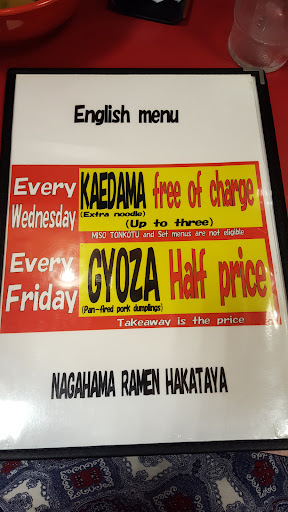 English menu
Every Wednesday
KAEDAMA free of charge
(Extra noodle)
(Up to three)
MISO TONKOTU and Set menus are not eligible
Every Friday
GYOZA Half price
(Pan-fired pork dumplings)
Takeaway is the price
NAGAHAMA RAMEN HAKATAYA